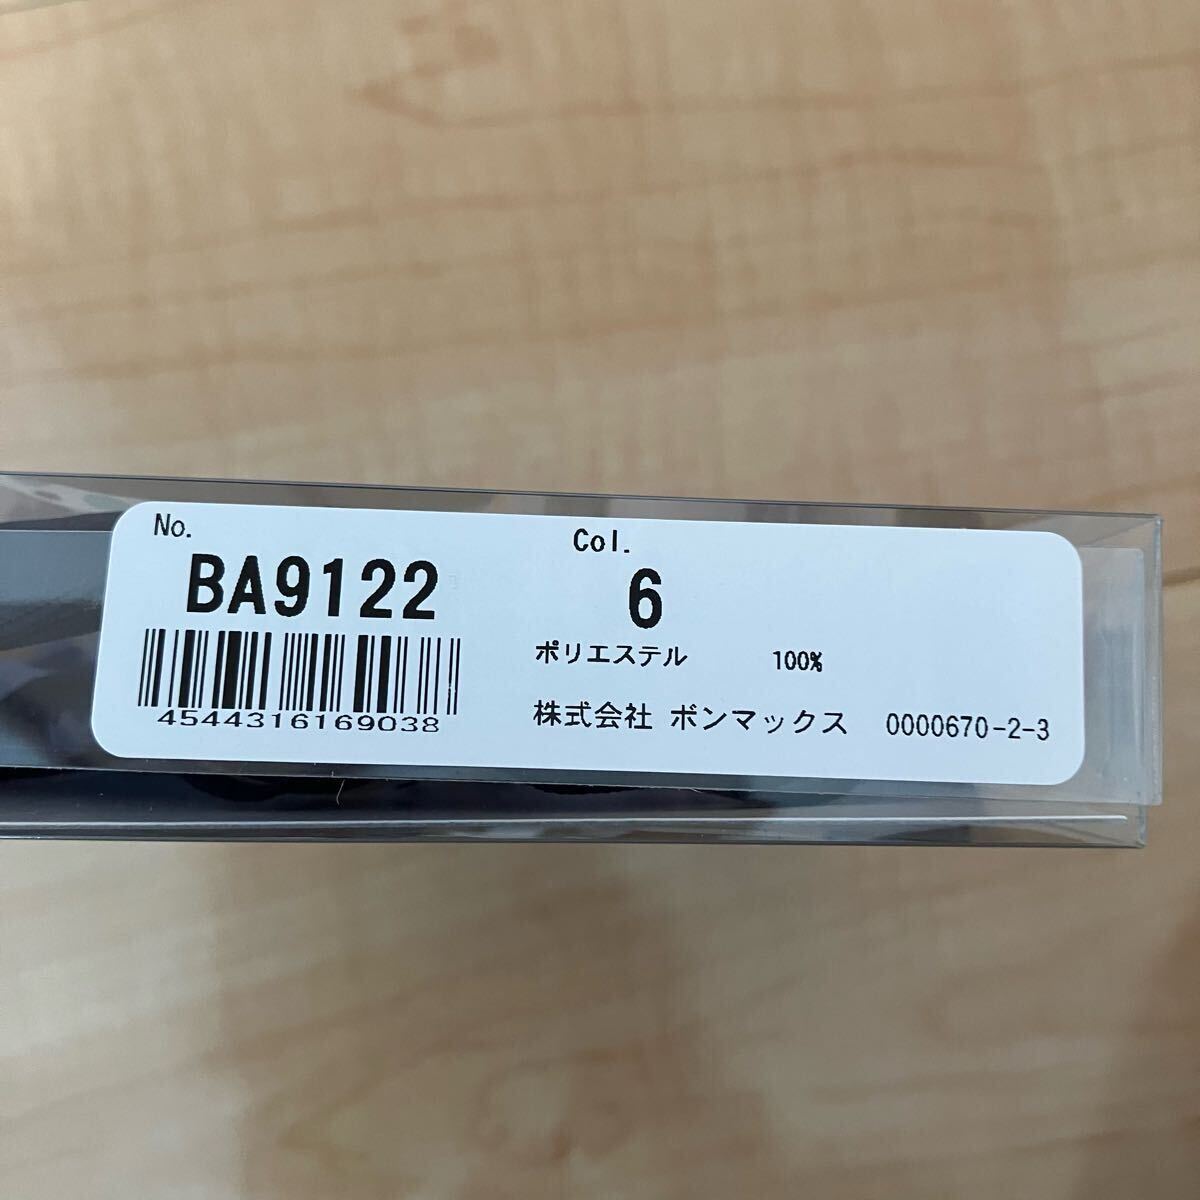 No.
BA9122
4544316169038
Col.
6
ポリエステル 100%
株式会社 ボンマックス 0000670-2-3